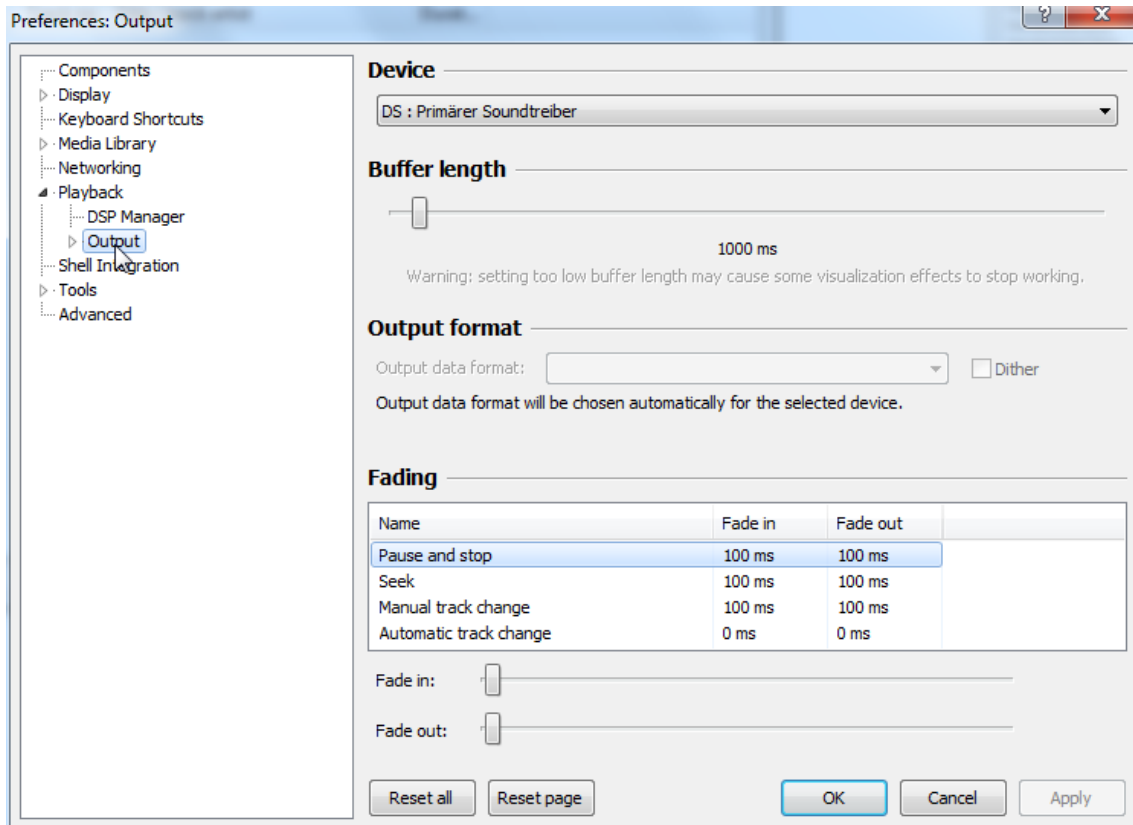 Preferences: Output
?
X
Components
Display
Keyboard Shortcuts
Media Library
Networking
Playback
DSP Manager
Output
Shell Integration
Tools
Advanced
Device
DS : Primärer Soundtreiber
Buffer length
1000 ms
Warning: setting too low buffer length may cause some visualization effects to stop working.
Output format
Output data format:
Dither
Output data format will be chosen automatically for the selected device.
Fading
Name Fade in Fade out
Pause and stop 100 ms 100 ms
Seek 100 ms 100 ms
Manual track change 100 ms 100 ms
Automatic track change 0 ms 0 ms
Fade in:
Fade out:
Reset all Reset page OK Cancel Apply